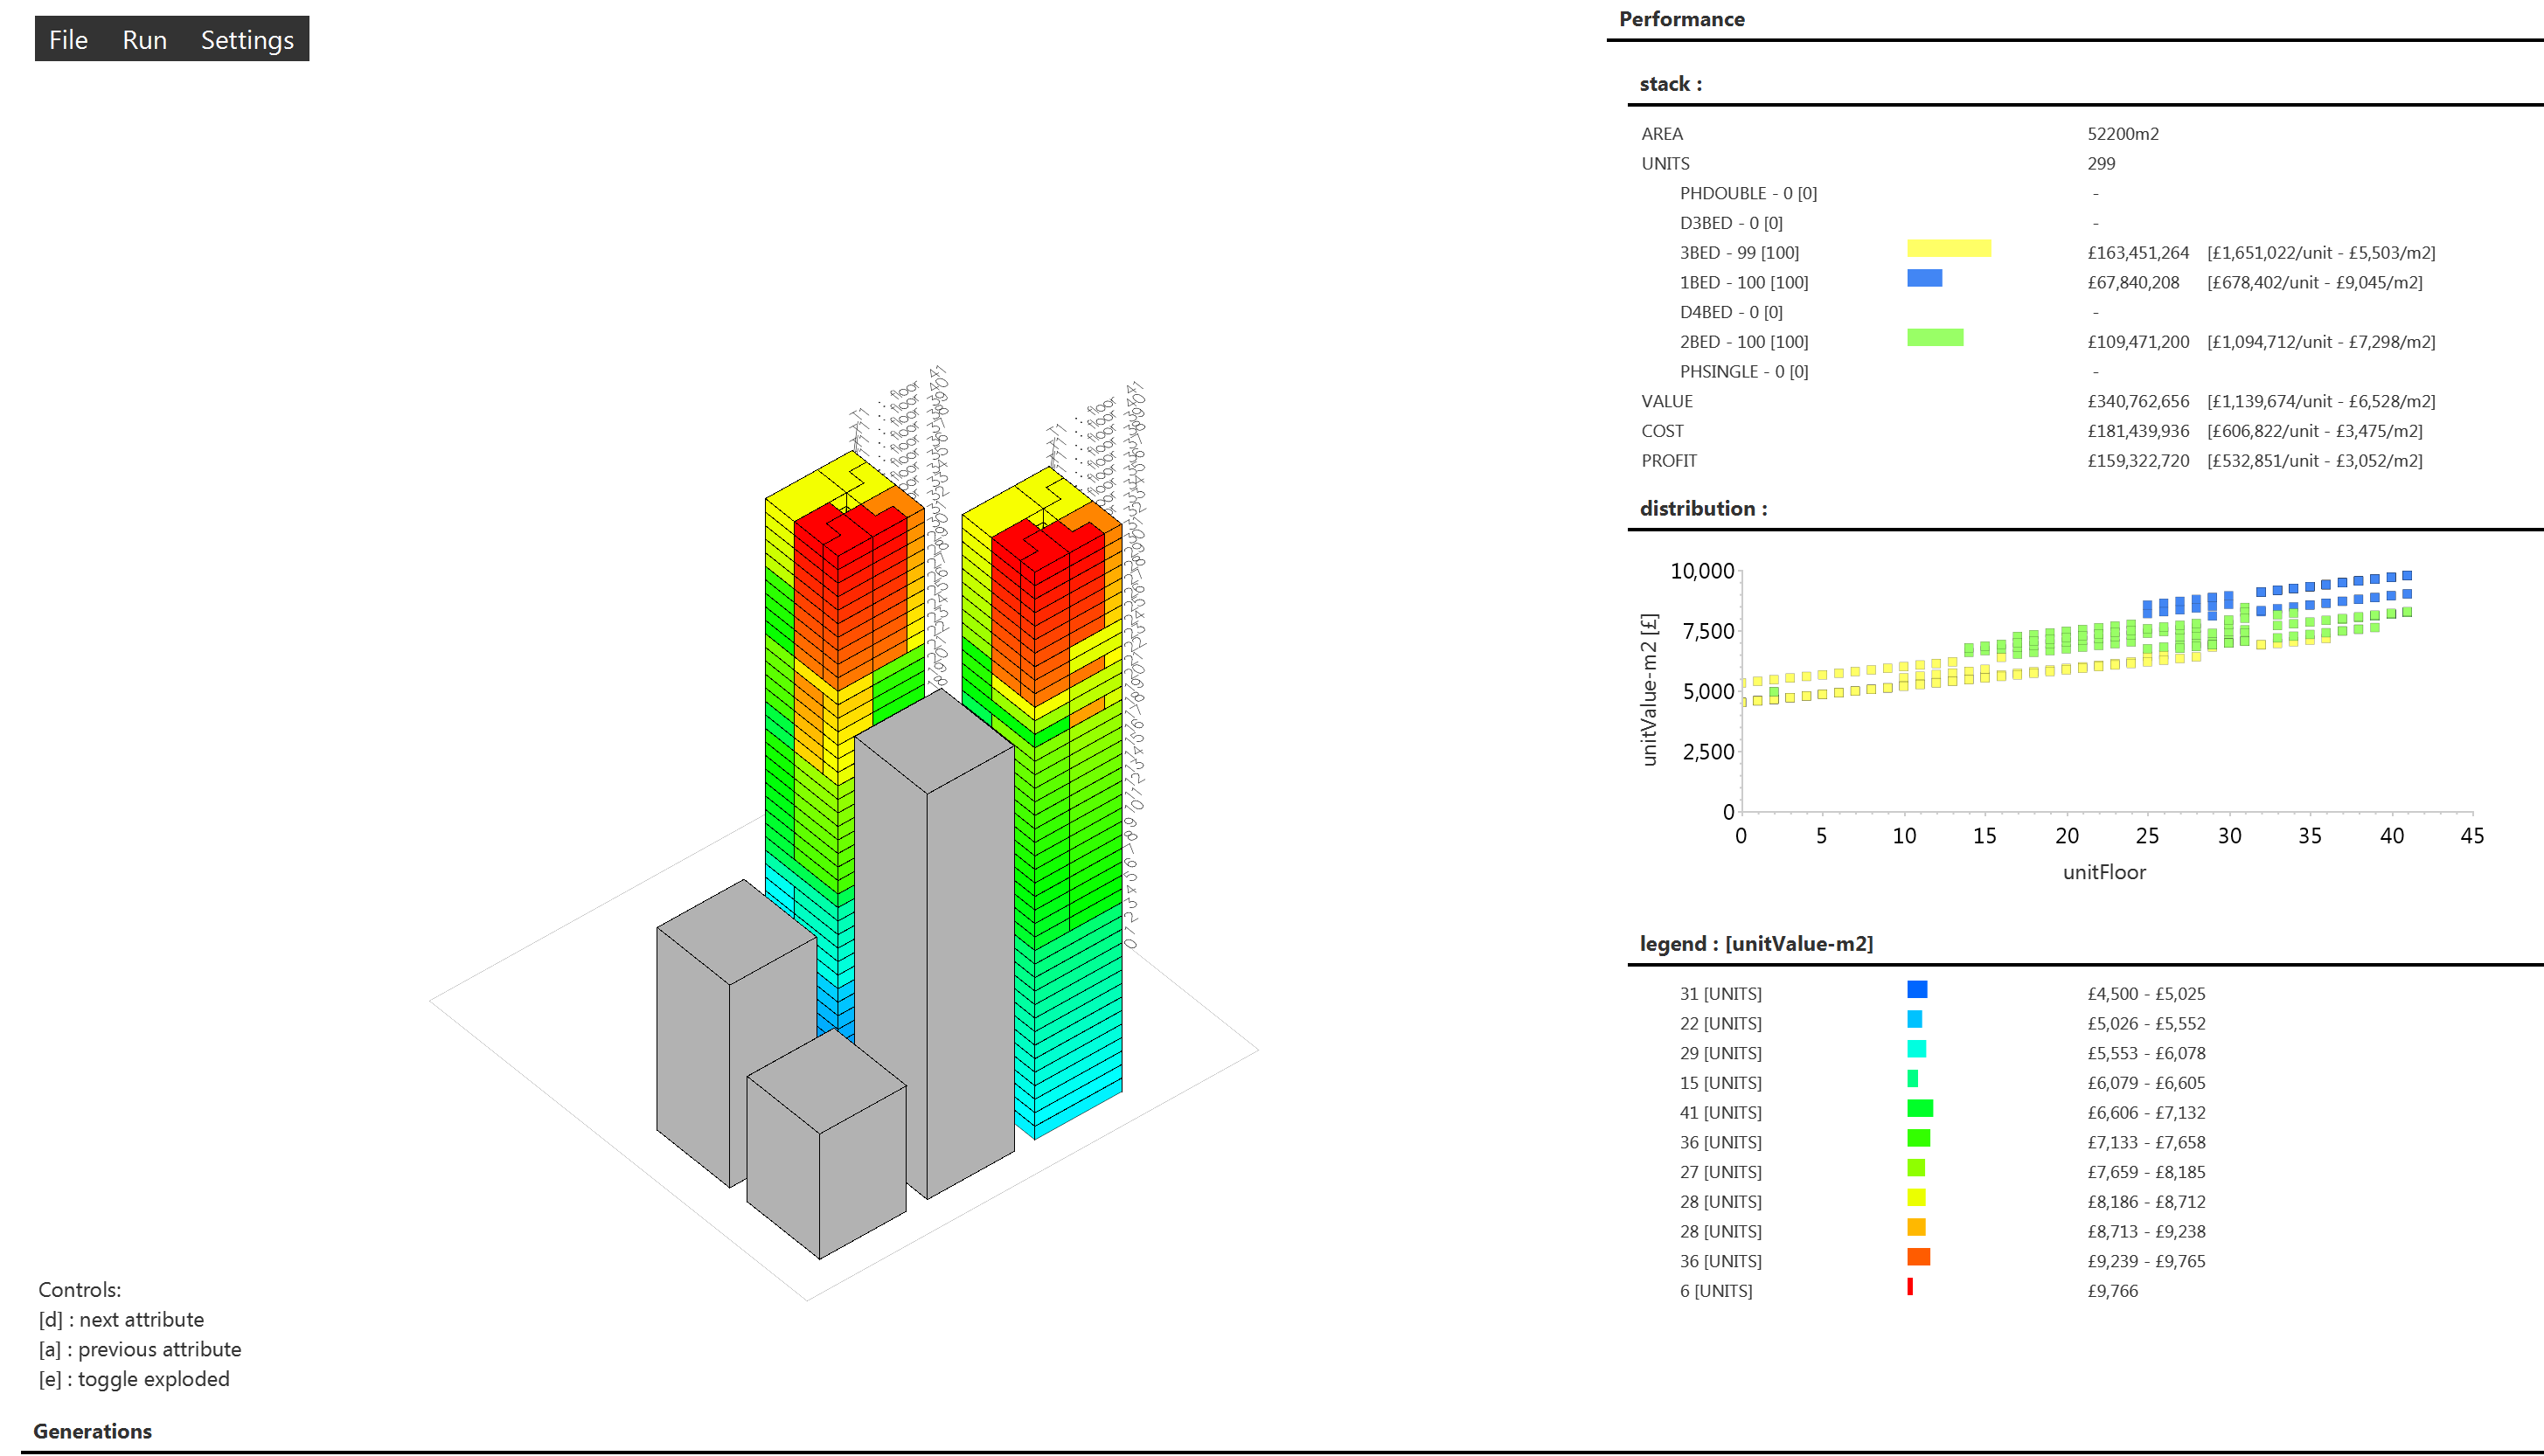 File Run Settings
Performance
stack :
AREA 52200m2
UNITS 299
PHDOUBLE - 0 [0] -
D3BED - 0 [0] -
3BED - 99 [100] £163,451,264 [£1,651,022/unit - £5,503/m2]
1BED - 100 [100] £67,840,208 [£678,402/unit - £9,045/m2]
D4BED - 0 [0] -
2BED - 100 [100] £109,471,200 [£1,094,712/unit - £7,298/m2]
PHSINGLE - 0 [0] -
VALUE £340,762,656 [£1,139,674/unit - £6,528/m2]
COST £181,439,936 [£606,822/unit - £3,475/m2]
PROFIT £159,322,720 [£532,851/unit - £3,052/m2]
distribution :
unitValue-m2 [£]
10,000
7,500
5,000
2,500
0
0 5 10 15 20 25 30 35 40 45
unitFloor
legend : [unitValue-m2]
31 [UNITS] £4,500 - £5,025
22 [UNITS] £5,026 - £5,552
29 [UNITS] £5,553 - £6,078
15 [UNITS] £6,079 - £6,605
41 [UNITS] £6,606 - £7,132
36 [UNITS] £7,133 - £7,658
27 [UNITS] £7,659 - £8,185
28 [UNITS] £8,186 - £8,712
28 [UNITS] £8,713 - £9,238
36 [UNITS] £9,239 - £9,765
6 [UNITS] £9,766
Controls:
[d] : next attribute
[a] : previous attribute
[e] : toggle exploded
Generations